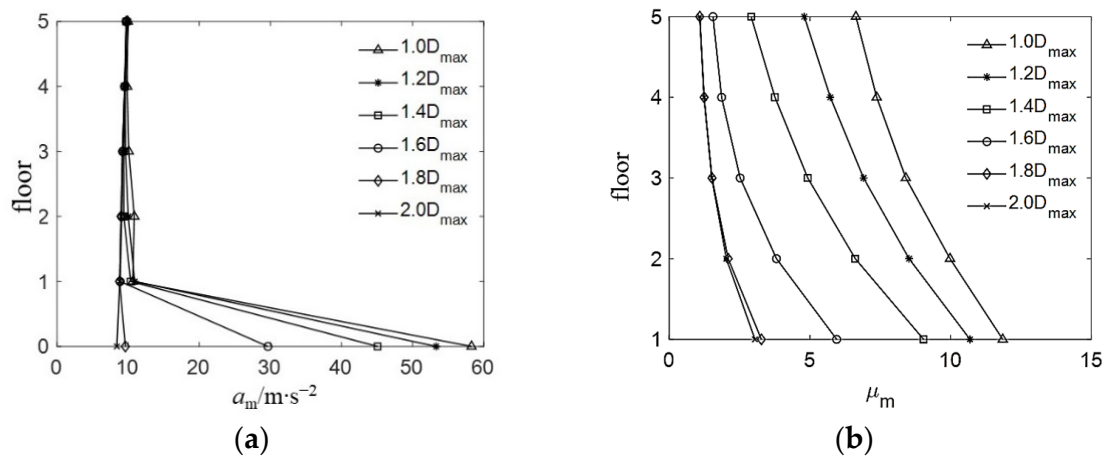 5
4
3
2
1
0
floor
0
10
20
30
40
50
60
a_m/m·s⁻²
1.0D_max
1.2D_max
1.4D_max
1.6D_max
1.8D_max
2.0D_max
(a)
5
4
3
2
1
floor
0
5
10
15
μ_m
1.0D_max
1.2D_max
1.4D_max
1.6D_max
1.8D_max
2.0D_max
(b)